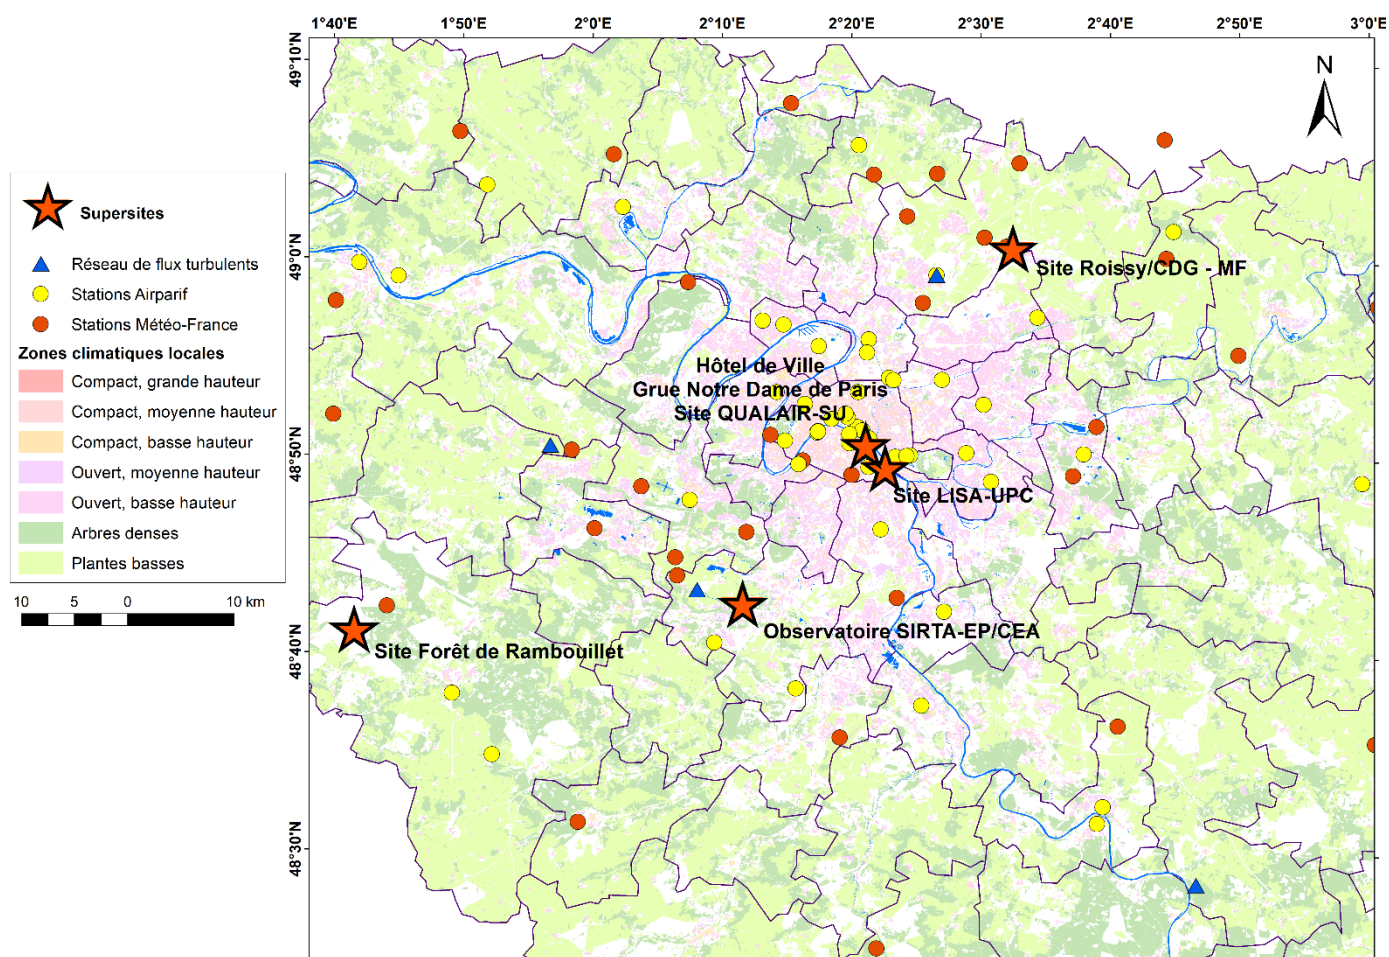 1°40'E 1°50'E 2°0'E 2°10'E 2°20'E 2°30'E 2°40'E 2°50'E 3°0'E
49°10'N
N
Supersites
Réseau de flux turbulents
Stations Airparif
Stations Météo-France
Zones climatiques locales
Compact, grande hauteur
Compact, moyenne hauteur
Compact, basse hauteur
Ouvert, moyenne hauteur
Ouvert, basse hauteur
Arbres denses
Plantes basses
10 5 0 10 km
49°0'N
Site Roissy/CDG - MF
Hôtel de Ville
Grue Notre Dame de Paris
Site QUALAIR-SU
48°50'N
Site LISA-UPC
Observatoire SIRTA-EP/CEA
Site Forêt de Rambouillet
48°40'N
48°30'N